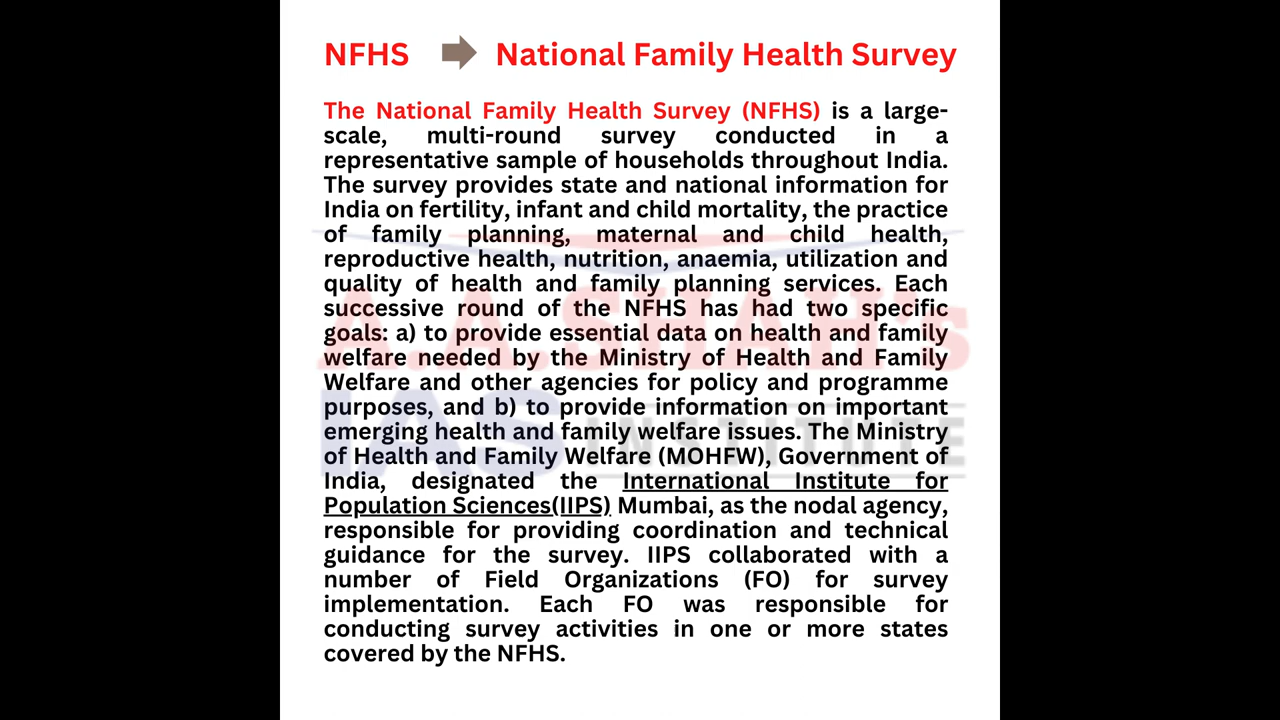 NFHS National Family Health Survey
The National Family Health Survey (NFHS) is a large-
scale, multi-round survey conducted in a
representative sample of households throughout India.
The survey provides state and national information for
India on fertility, infant and child mortality, the practice
of family planning, maternal and child health,
reproductive health, nutrition, anaemia, utilization and
quality of health and family planning services. Each
successive round of the NFHS has had two specific
goals: a) to provide essential data on health and family
welfare needed by the Ministry of Health and Family
Welfare and other agencies for policy and programme
purposes, and b) to provide information on important
emerging health and family welfare issues. The Ministry
of Health and Family Welfare (MOHFW), Government of
India, designated the International Institute for
Population Sciences(IIPS) Mumbai, as the nodal agency,
responsible for providing coordination and technical
guidance for the survey. IIPS collaborated with a
number of Field Organizations (FO) for survey
implementation. Each FO was responsible for
conducting survey activities in one or more states
covered by the NFHS.
A.A.SHAH's
IAS INSTITUTE